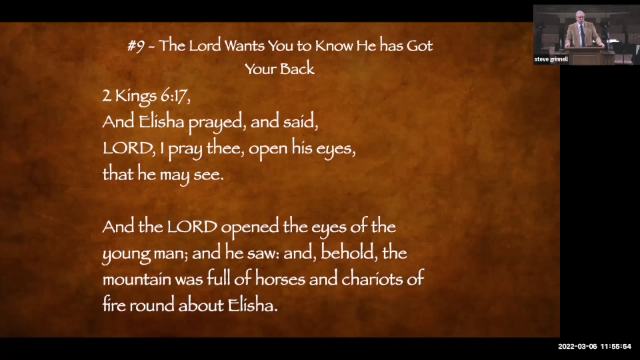 #9 - The Lord Wants You to Know He has Got
Your Back
2 Kings 6:17,
And Elisha prayed, and said,
LORD, I pray thee, open his eyes,
that he may see.
And the LORD opened the eyes of the
young man; and he saw: and, behold, the
mountain was full of horses and chariots of
fire round about Elisha.
steve grinnell
2022-03-06 11:55:54